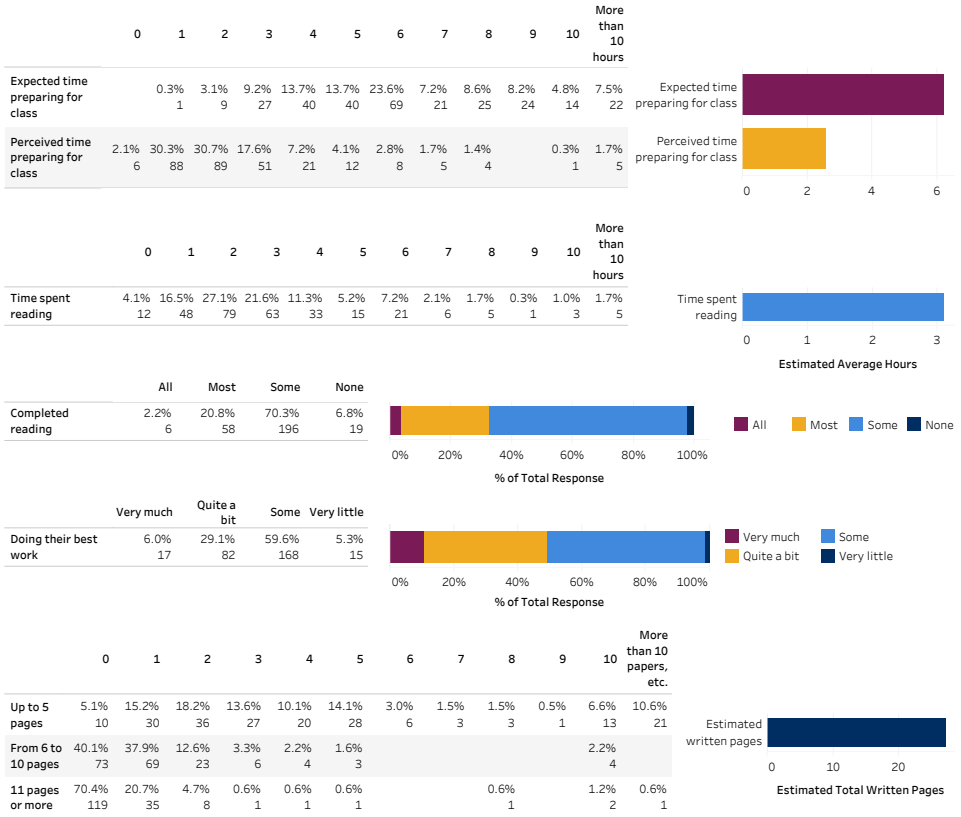 0 1 2 3 4 5 6 7 8 9 10 More than 10 hours
Expected time preparing for class
0.3% 3.1% 9.2% 13.7% 13.7% 23.6% 7.2% 8.6% 8.2% 4.8% 7.5%
1 9 27 40 40 69 21 25 24 14 22
Perceived time preparing for class
2.1% 30.3% 30.7% 17.6% 7.2% 4.1% 2.8% 1.7% 1.4% 0.3% 1.7%
6 88 89 51 21 12 8 5 4 1 5
Expected time
preparing for class
Perceived time
preparing for class
0 2 4 6
0 1 2 3 4 5 6 7 8 9 10 More than 10 hours
Time spent reading
4.1% 16.5% 27.1% 21.6% 11.3% 5.2% 7.2% 2.1% 1.7% 0.3% 1.0% 1.7%
12 48 79 63 33 15 21 6 5 1 3 5
Time spent
reading
0 1 2 3
Estimated Average Hours
All Most Some None
Completed reading
2.2% 20.8% 70.3% 6.8%
6 58 196 19
0% 20% 40% 60% 80% 100%
% of Total Response
All Most Some None
Very much Quite a bit Some Very little
Doing their best work
6.0% 29.1% 59.6% 5.3%
17 82 168 15
0% 20% 40% 60% 80% 100%
% of Total Response
Very much Some
Quite a bit Very little
0 1 2 3 4 5 6 7 8 9 10 More than 10 papers, etc.
Up to 5 pages
5.1% 15.2% 18.2% 13.6% 10.1% 14.1% 3.0% 1.5% 1.5% 0.5% 6.6% 10.6%
10 30 36 27 20 28 6 3 3 1 13 21
From 6 to 10 pages
40.1% 37.9% 12.6% 3.3% 2.2% 1.6% 2.2%
73 69 23 6 4 3 4
11 pages or more
70.4% 20.7% 4.7% 0.6% 0.6% 0.6% 0.6% 1.2% 0.6%
119 35 8 1 1 1 1 2 1
Estimated
written pages
0 10 20
Estimated Total Written Pages